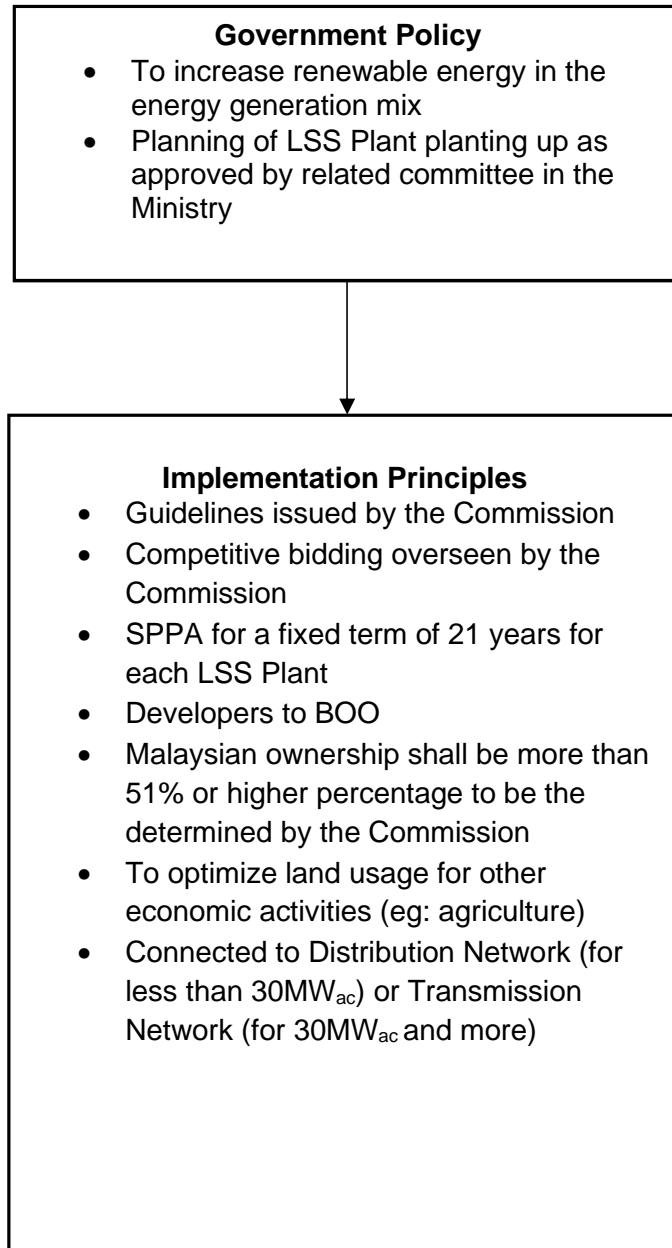 Government Policy
• To increase renewable energy in the
energy generation mix
• Planning of LSS Plant planting up as
approved by related committee in the
Ministry
Implementation Principles
• Guidelines issued by the Commission
• Competitive bidding overseen by the
Commission
• SPPA for a fixed term of 21 years for
each LSS Plant
• Developers to BOO
• Malaysian ownership shall be more than
51% or higher percentage to be the
determined by the Commission
• To optimize land usage for other
economic activities (eg: agriculture)
• Connected to Distribution Network (for
less than 30MWac) or Transmission
Network (for 30MWac and more)